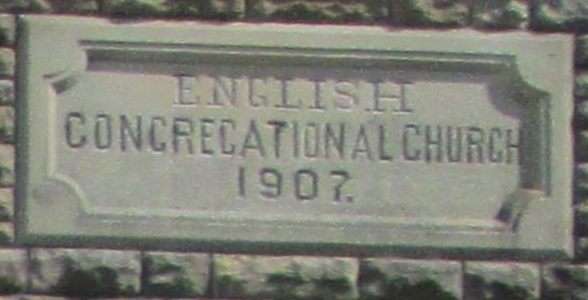 ENGLISH
CONGREGATIONAL CHURCH
1907.